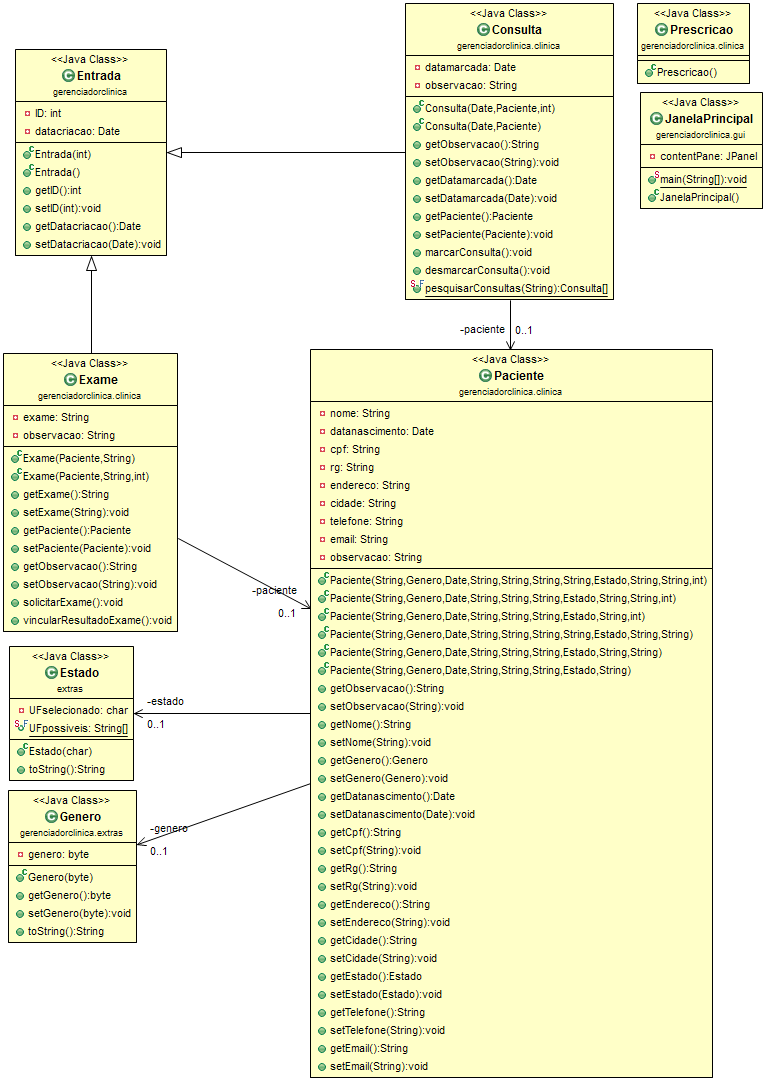 <<Java Class>>
Entrada
gerenciadorclinica
ID: int
datacriacao: Date
Entrada(int)
Entrada()
getID():int
setID(int):void
getDatacriacao():Date
setDatacriacao(Date):void
<<Java Class>>
Consulta
gerenciadorclinica.clinica
datamarcada: Date
observacao: String
Consulta(Date,Paciente,int)
Consulta(Date,Paciente)
getObservacao():String
setObservacao(String):void
getDatamarcada():Date
setDatamarcada(Date):void
getPaciente():Paciente
setPaciente(Paciente):void
marcarConsulta():void
desmarcarConsulta():void
pesquisarConsultas(String):Consulta[]
<<Java Class>>
Prescricao
gerenciadorclinica.clinica
Prescricao()
<<Java Class>>
JanelaPrincipal
gerenciadorclinica.gui
contentPane: JPanel
main(String[]):void
JanelaPrincipal()
-paciente
0..1
<<Java Class>>
Exame
gerenciadorclinica.clinica
exame: String
observacao: String
Exame(Paciente,String)
Exame(Paciente,String,int)
getExame():String
setExame(String):void
getPaciente():Paciente
setPaciente(Paciente):void
getObservacao():String
setObservacao(String):void
solicitarExame():void
vincularResultadoExame():void
-paciente
0..1
<<Java Class>>
Paciente
gerenciadorclinica.clinica
nome: String
datanascimento: Date
cpf: String
rg: String
endereco: String
cidade: String
telefone: String
email: String
observacao: String
Paciente(String,Genero,Date,String,String,String,String,Estado,String,String,int)
Paciente(String,Genero,Date,String,String,String,Estado,String,String,int)
Paciente(String,Genero,Date,String,String,String,Estado,String,int)
Paciente(String,Genero,Date,String,String,String,String,Estado,String,String)
Paciente(String,Genero,Date,String,String,String,Estado,String,String)
Paciente(String,Genero,Date,String,String,String,Estado,String)
getObservacao():String
setObservacao(String):void
getNome():String
setNome(String):void
getGenero():Genero
setGenero(Genero):void
getDatanascimento():Date
setDatanascimento(Date):void
getCpf():String
setCpf(String):void
getRg():String
setRg(String):void
getEndereco():String
setEndereco(String):void
getCidade():String
setCidade(String):void
getEstado():Estado
setEstado(Estado):void
getTelefone():String
setTelefone(String):void
getEmail():String
setEmail(String):void
<<Java Class>>
Estado
extras
UFselecionado: char
UFpossiveis: String[]
Estado(char)
toString():String
-estado
0..1
<<Java Class>>
Genero
gerenciadorclinica.extras
genero: byte
Genero(byte)
getGenero():byte
setGenero(byte):void
toString():String
-genero
0..1